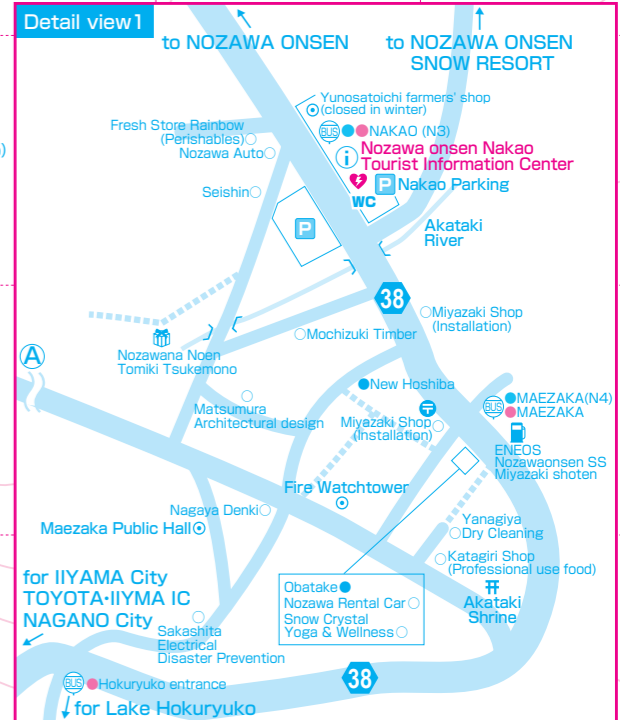 Detail view1
to NOZAWA ONSEN
to NOZAWA ONSEN
SNOW RESORT
Yunosatoichi farmers' shop
(closed in winter)
BUS
NAKAO (N3)
Fresh Store Rainbow
(Perishables)
Nozawa Auto
i
Nozawa onsen Nakao
Tourist Information Center
P
Nakao Parking
WC
Seishin
P
Akataki
River
38
Miyazaki Shop
(Installation)
Mochizuki Timber
Nozawana Noen
Tomiki Tsukemono
A
New Hoshiba
BUS
MAEZAKA(N4)
MAEZAKA
Matsumura
Architectural design
Miyazaki Shop
(Installation)
〒
ENEOS
Nozawaonsen SS
Miyazaki shoten
Fire Watchtower
Nagaya Denki
Maezaka Public Hall
Yanagiya
Dry Cleaning
Katagiri Shop
(Professional use food)
Akataki
Shrine
for IIYAMA City
TOYOTA・IIYMA IC
NAGANO City
Obatake
Nozawa Rental Car
Snow Crystal
Yoga & Wellness
Sakashita
Electrical
Disaster Prevention
38
BUS
Hokuryuko entrance
for Lake Hokuryuko